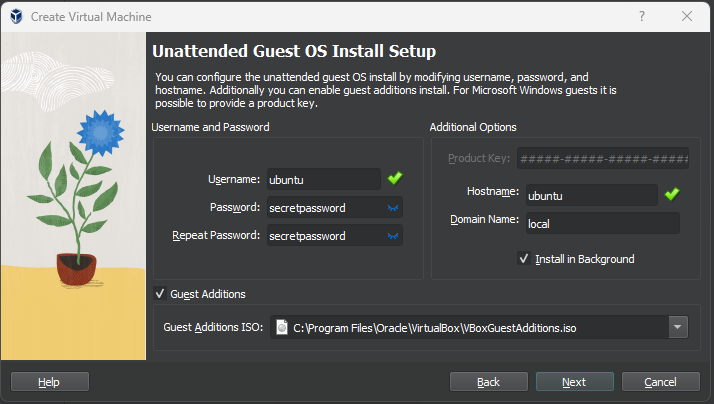 Create Virtual Machine
?
Unattended Guest OS Install Setup
You can configure the unattended guest OS install by modifying username, password, and
hostname. Additionally you can enable guest additions install. For Microsoft Windows guests it is
possible to provide a product key.
Username and Password
Username: ubuntu
Password: secretpassword
Repeat Password: secretpassword
Additional Options
Product Key: #####-#####-#####-#####
Hostname: ubuntu
Domain Name: local
Install in Background
Guest Additions
Guest Additions ISO: C:\Program Files\Oracle\VirtualBox\VBoxGuestAdditions.iso
Help
Back
Next
Cancel